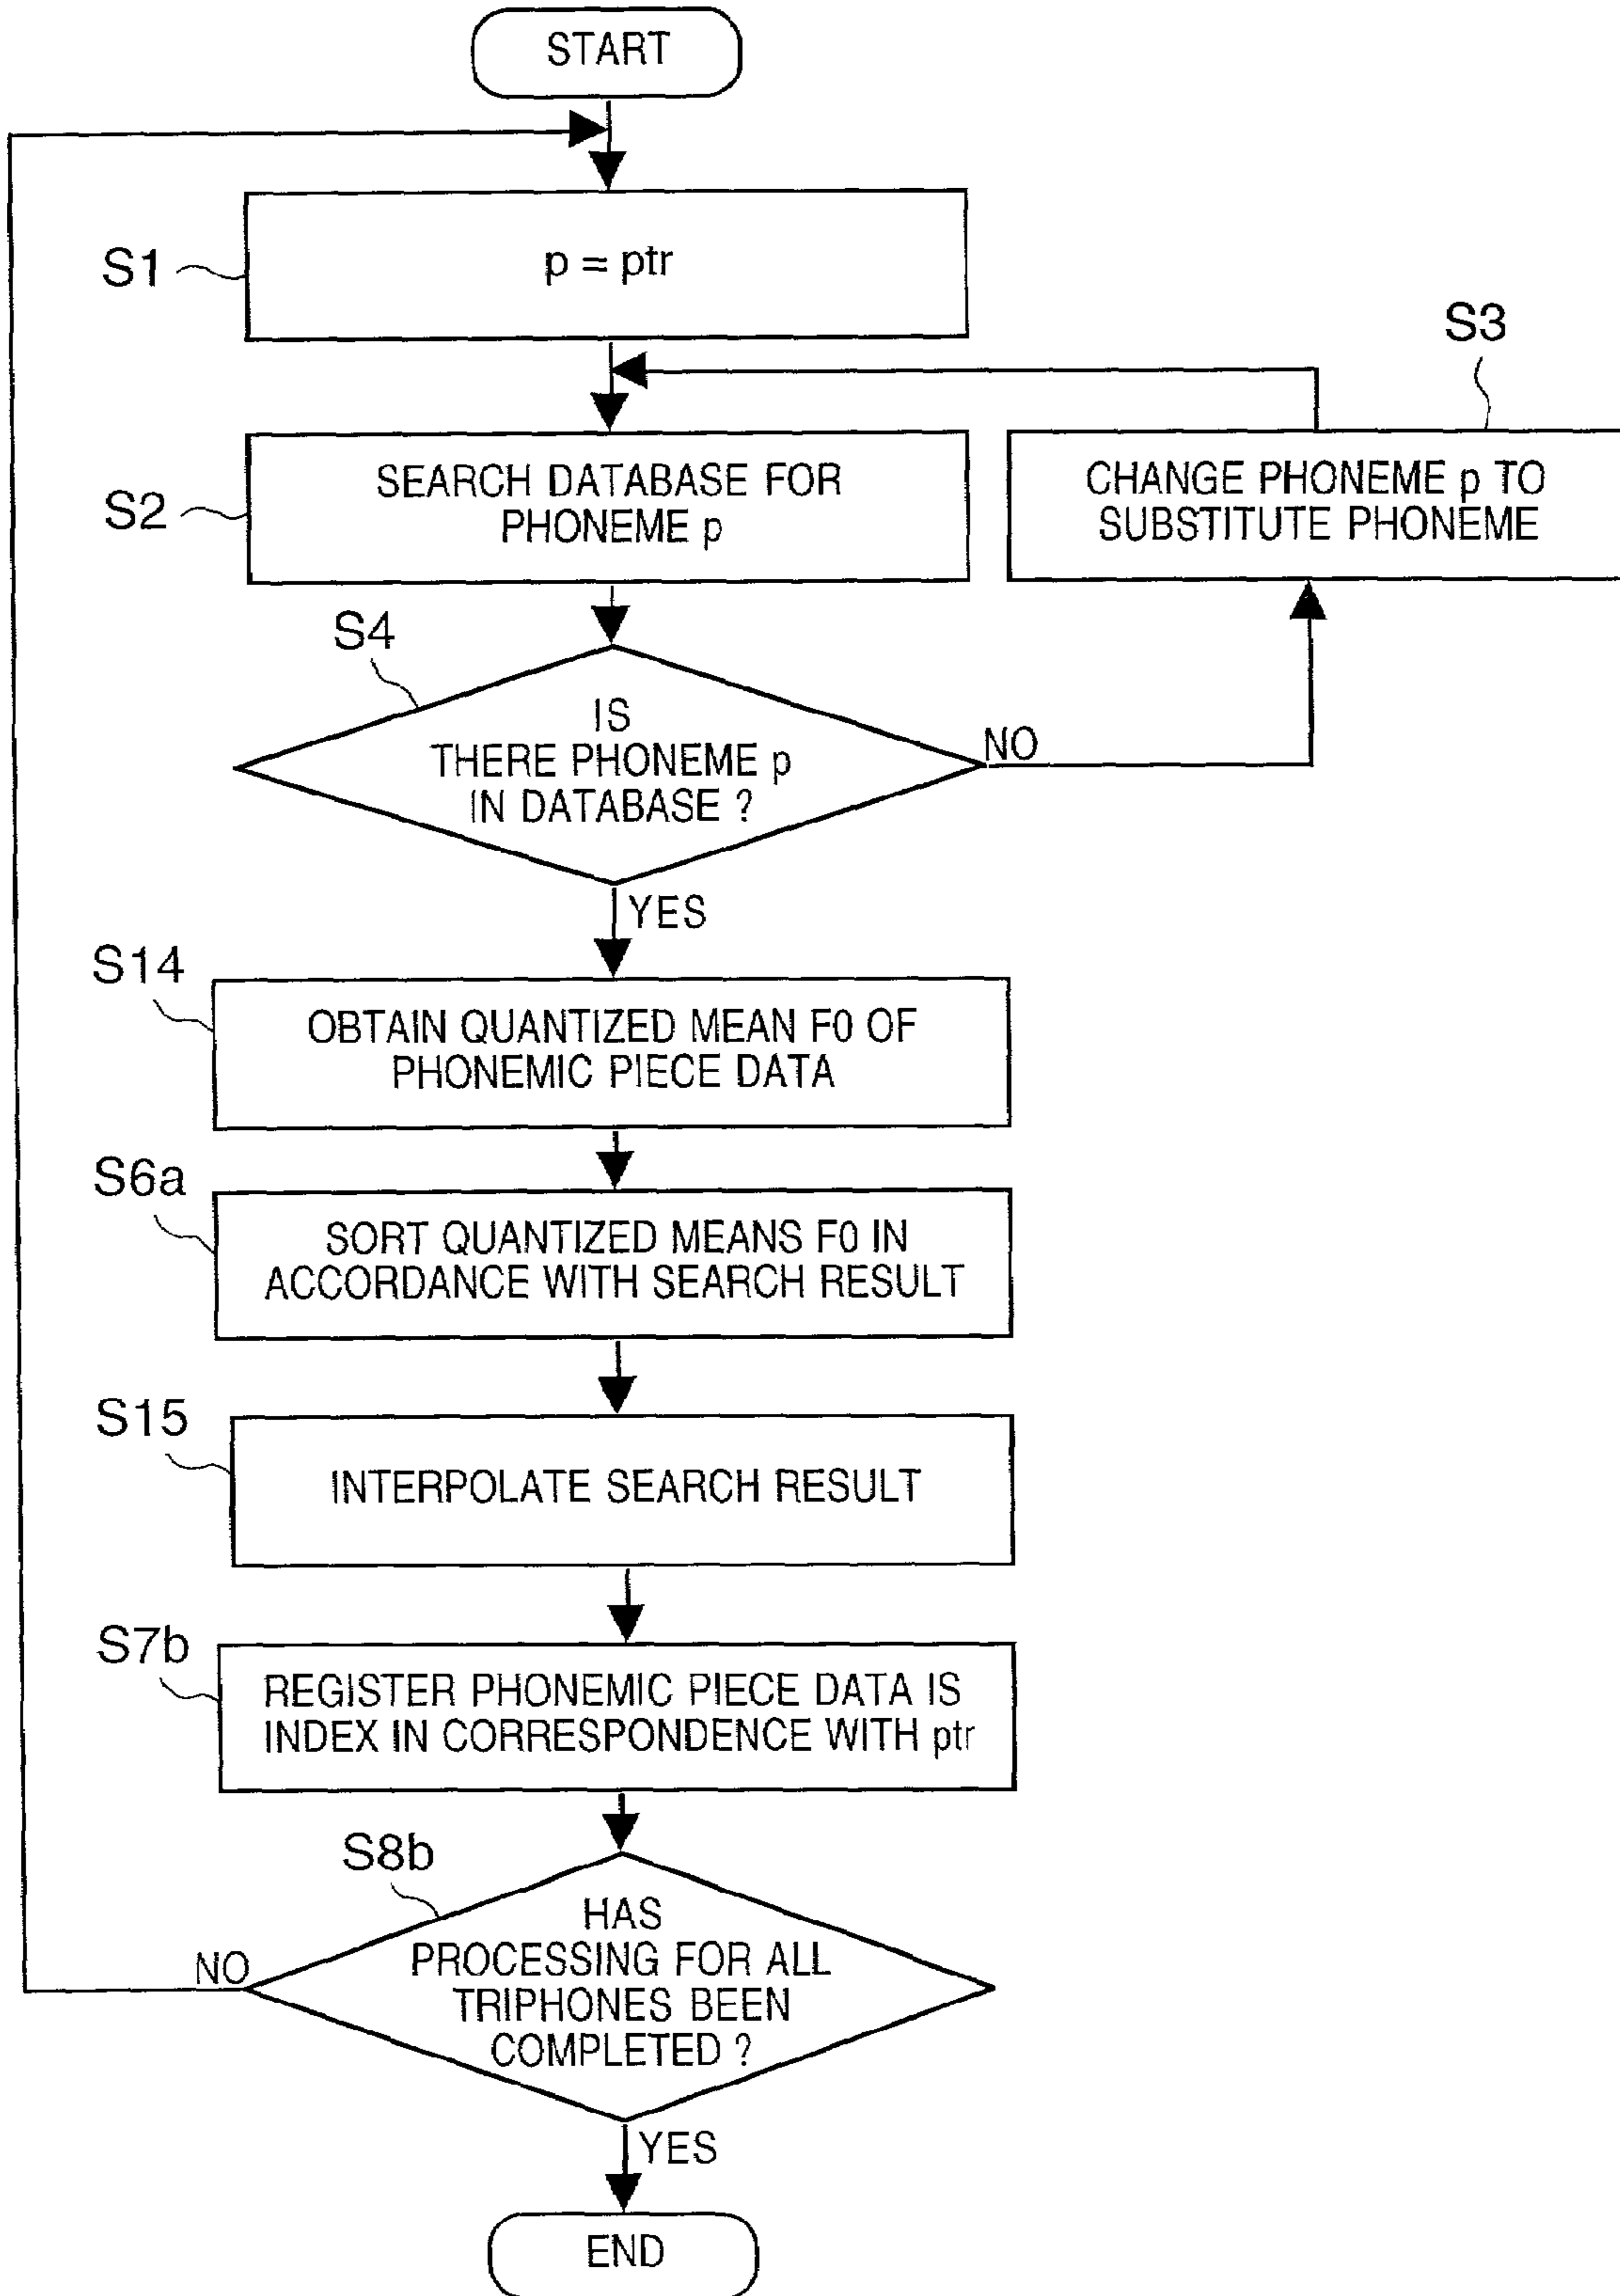 START
S1
p = ptr
S3
S2
SEARCH DATABASE FOR
PHONEME p
CHANGE PHONEME p TO
SUBSTITUTE PHONEME
S4
IS
THERE PHONEME p
IN DATABASE ?
NO
YES
S14
OBTAIN QUANTIZED MEAN F0 OF
PHONEMIC PIECE DATA
S6a
SORT QUANTIZED MEANS F0 IN
ACCORDANCE WITH SEARCH RESULT
S15
INTERPOLATE SEARCH RESULT
S7b
REGISTER PHONEMIC PIECE DATA IS
INDEX IN CORRESPONDENCE WITH ptr
S8b
HAS
PROCESSING FOR ALL
TRIPHONES BEEN
COMPLETED ?
NO
YES
END